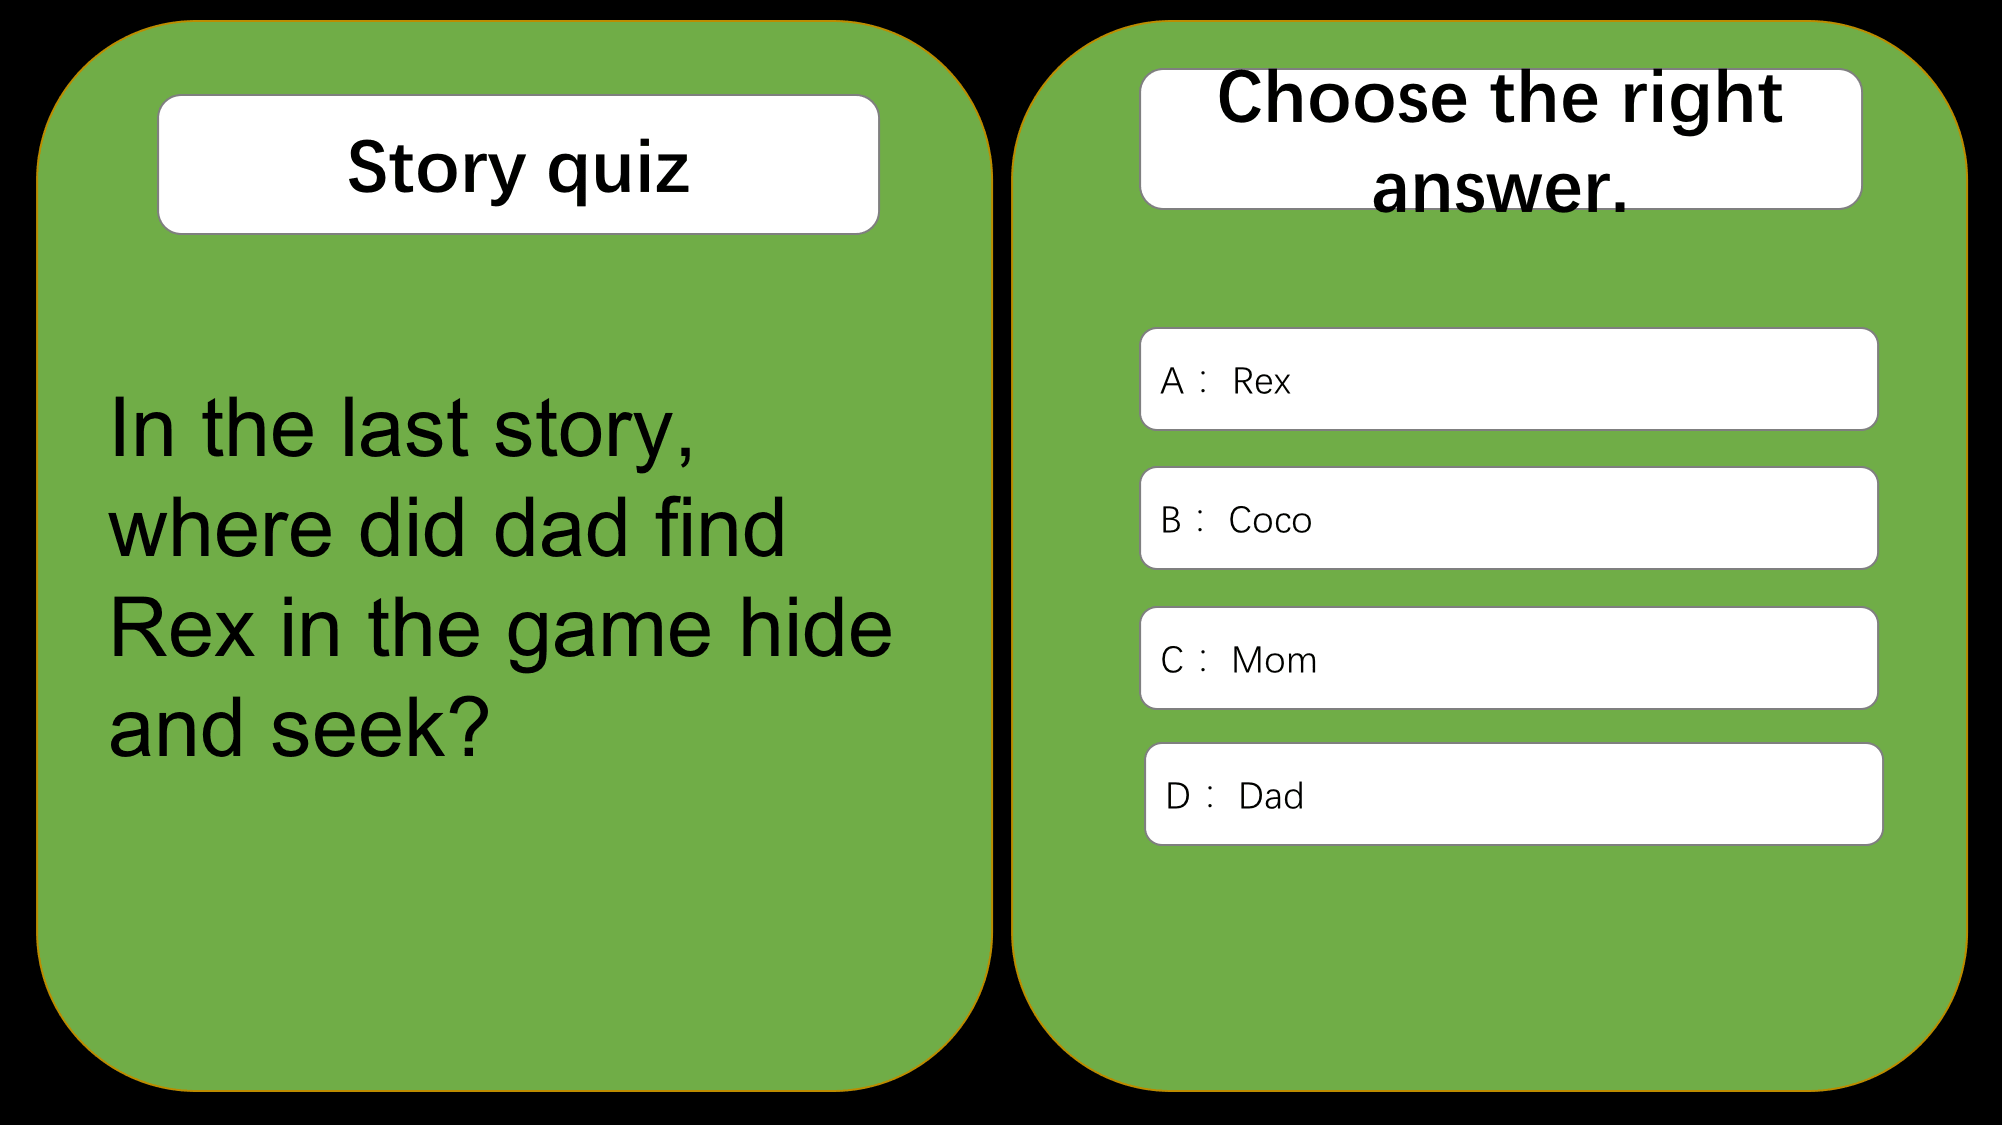 Story quiz
In the last story,
where did dad find
Rex in the game hide
and seek?
Choose the right
answer.
A： Rex
B： Coco
C： Mom
D： Dad